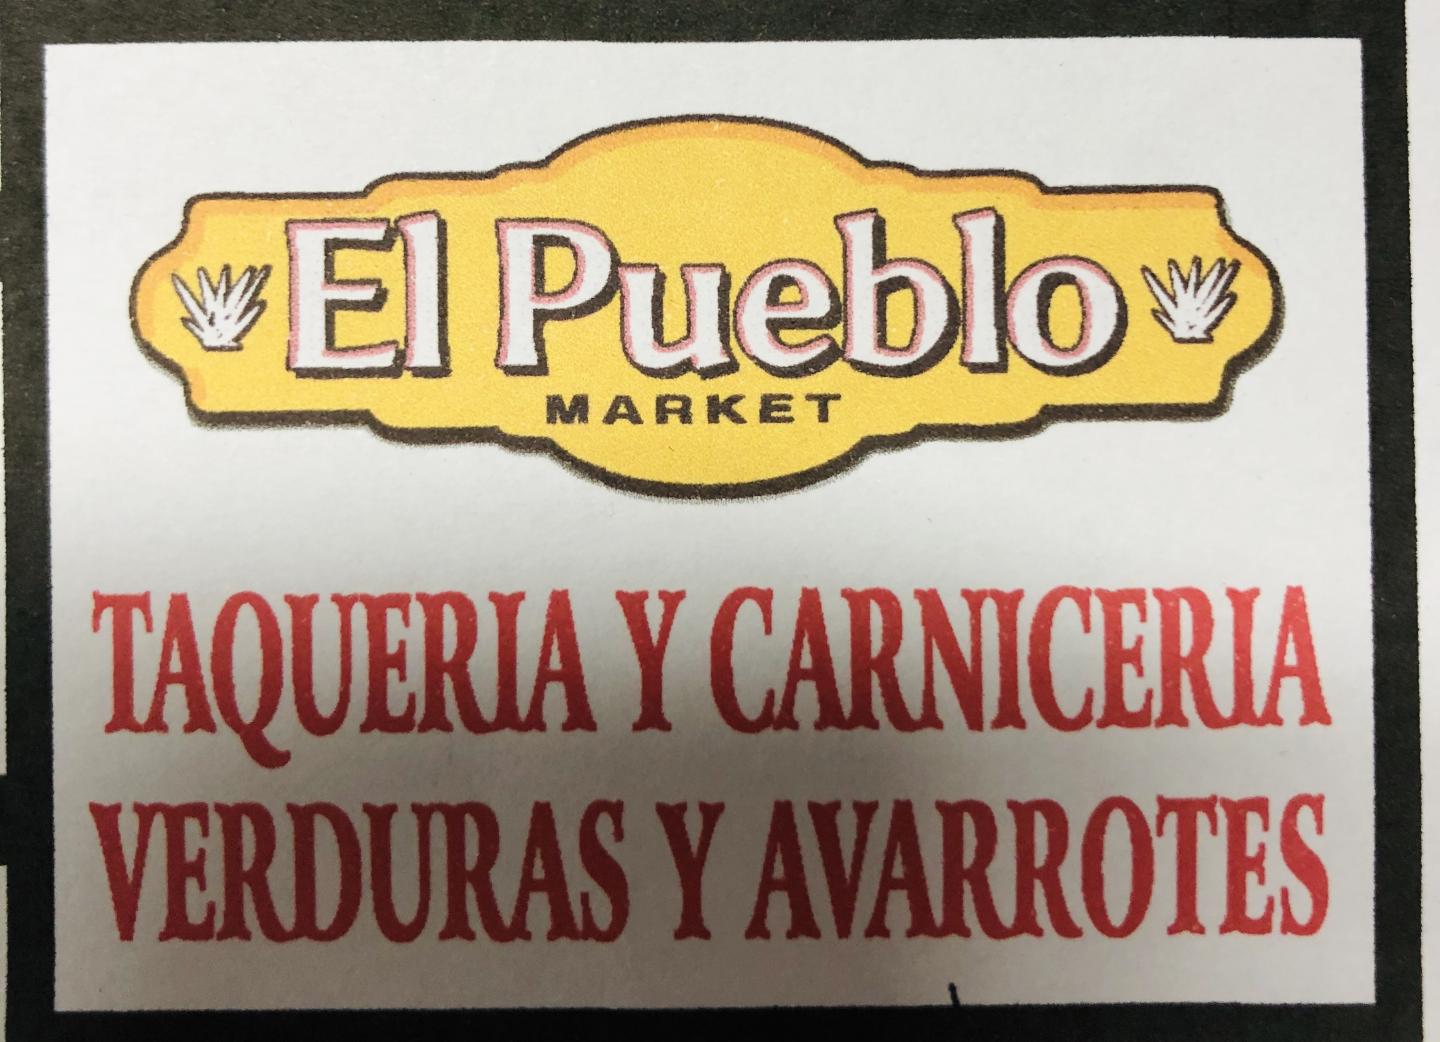 El Pueblo
MARKET
TAQUERIA Y CARNICERIA
VERDURAS Y AVARROTES